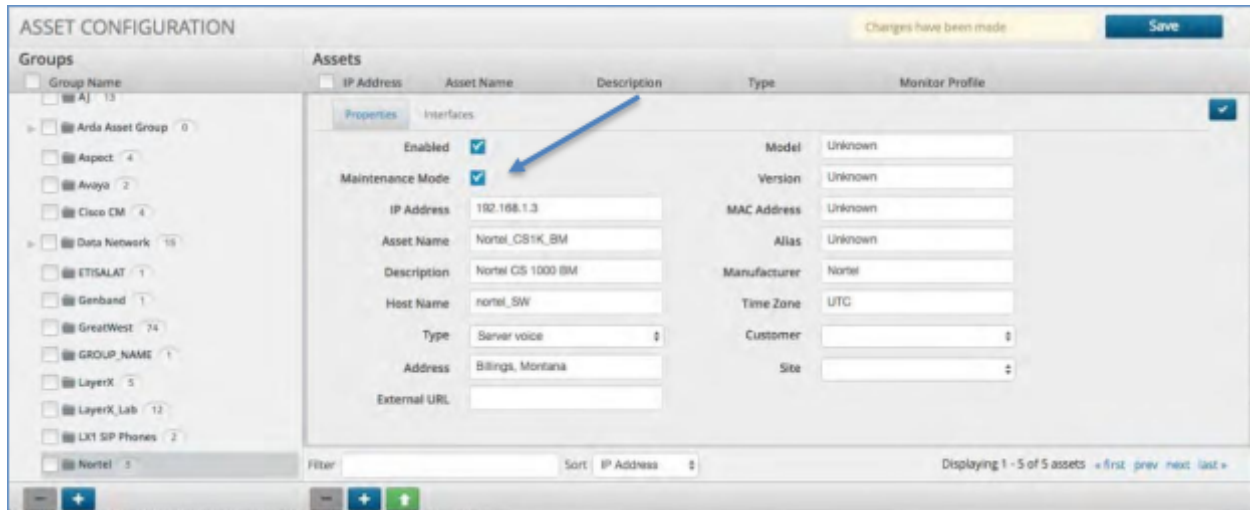 ASSET CONFIGURATION
Changes have been made
Save
Groups
Assets
Group Name
IP Address Asset Name Description Type Monitor Profile
AJ 13
Arda Asset Group 0
Aspect 4
Avaya 2
Cisco CM 4
Data Network 15
ETISALAT 1
Genband 1
GreatWest 74
GROUP_NAME 1
LayerX 5
LayerX_Lab 12
LX1 SIP Phones 2
Nortel 3
Properties Interfaces
Enabled
Model Unknown
Maintenance Mode
Version Unknown
IP Address 192.168.1.3
MAC Address Unknown
Asset Name Nortel_CS1K_BM
Alias Unknown
Description Nortel CS 1000 BM
Manufacturer Nortel
Host Name nortel_SW
Time Zone UTC
Type Server voice
Customer
Address Billings, Montana
Site
External URL
Filter
Sort IP Address
Displaying 1 - 5 of 5 assets «first prev next last»